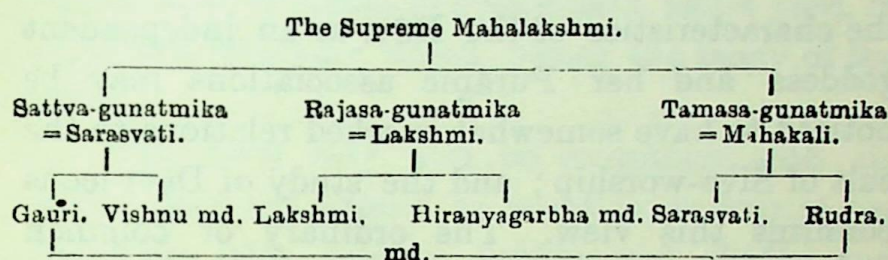 The Supreme Mahalakshmi.
Sattva-gunatmika Rajasa-gunatmika Tamasa-gunatmika
=Sarasvati. =Lakshmi. =Mahakali.
Gauri. Vishnu md. Lakshmi. Hiranyagarbha md. Sarasvati. Rudra.
md.